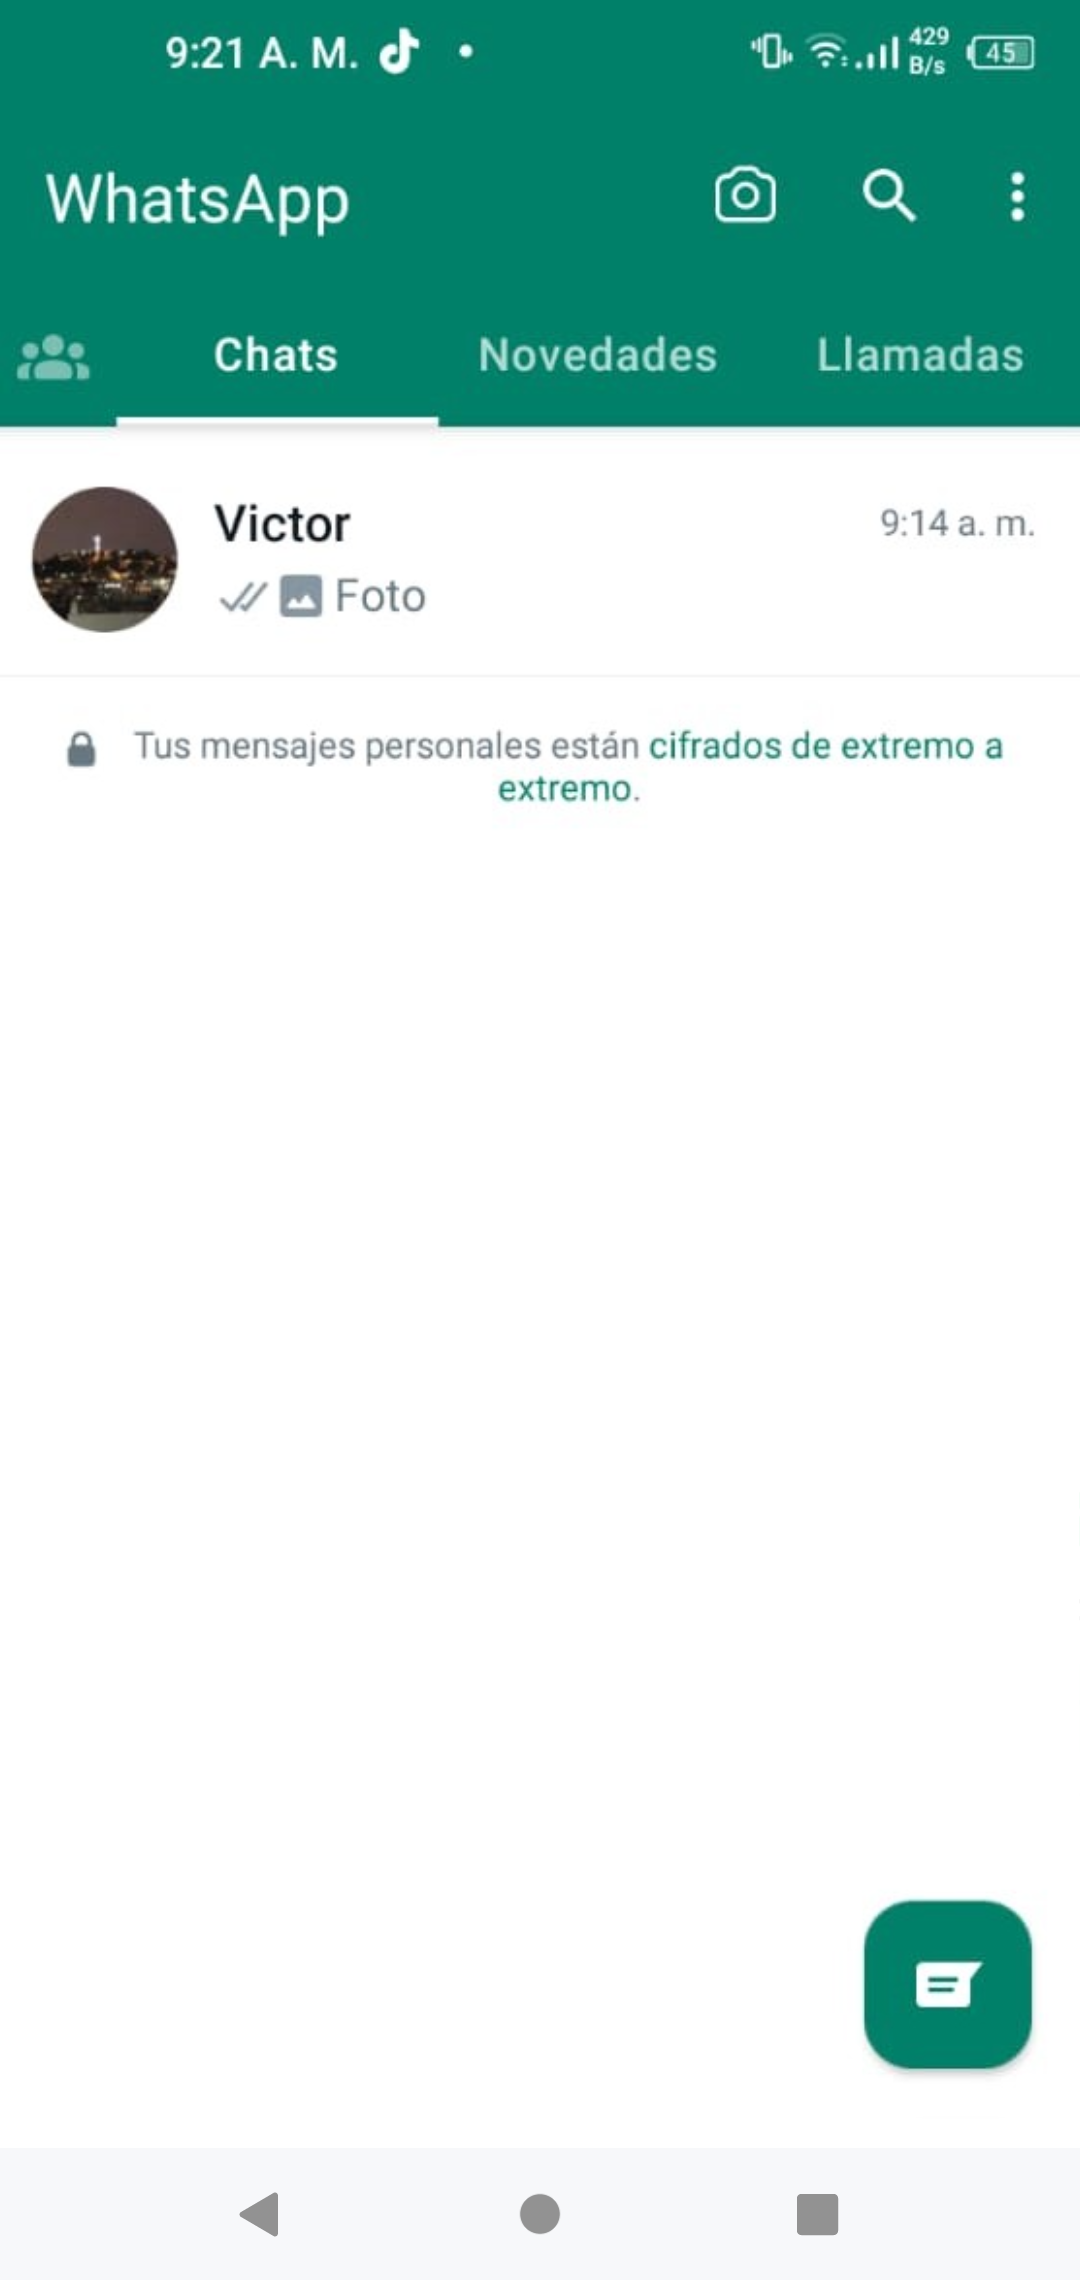 9:21 A. M.
429
B/s
45
WhatsApp
Chats
Novedades
Llamadas
Victor
9:14 a. m.
Foto
Tus mensajes personales están cifrados de extremo a
extremo.